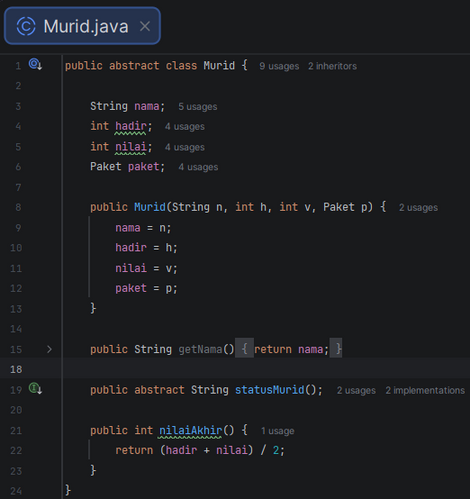 Murid.java
1 public abstract class Murid { 9 usages 2 inheritors
2
3 String nama; 5 usages
4 int hadir; 4 usages
5 int nilai; 4 usages
6 Paket paket; 4 usages
7
8 public Murid(String n, int h, int v, Paket p) { 2 usages
9 nama = n;
10 hadir = h;
11 nilai = v;
12 paket = p;
13 }
14
15 public String getNama() { return nama; }
18
19 public abstract String statusMurid(); 2 usages 2 implementations
20
21 public int nilaiAkhir() { 1 usage
22 return (hadir + nilai) / 2;
23 }
24 }